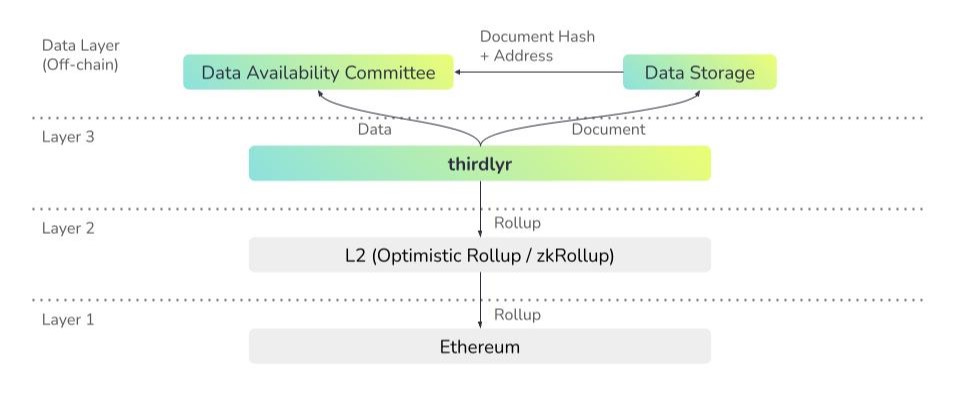 Data Layer
(Off-chain)
Document Hash
+ Address
Data Availability Committee
Data Storage
Data
Document
Layer 3
thirdlyr
Layer 2
Rollup
L2 (Optimistic Rollup / zkRollup)
Layer 1
Rollup
Ethereum